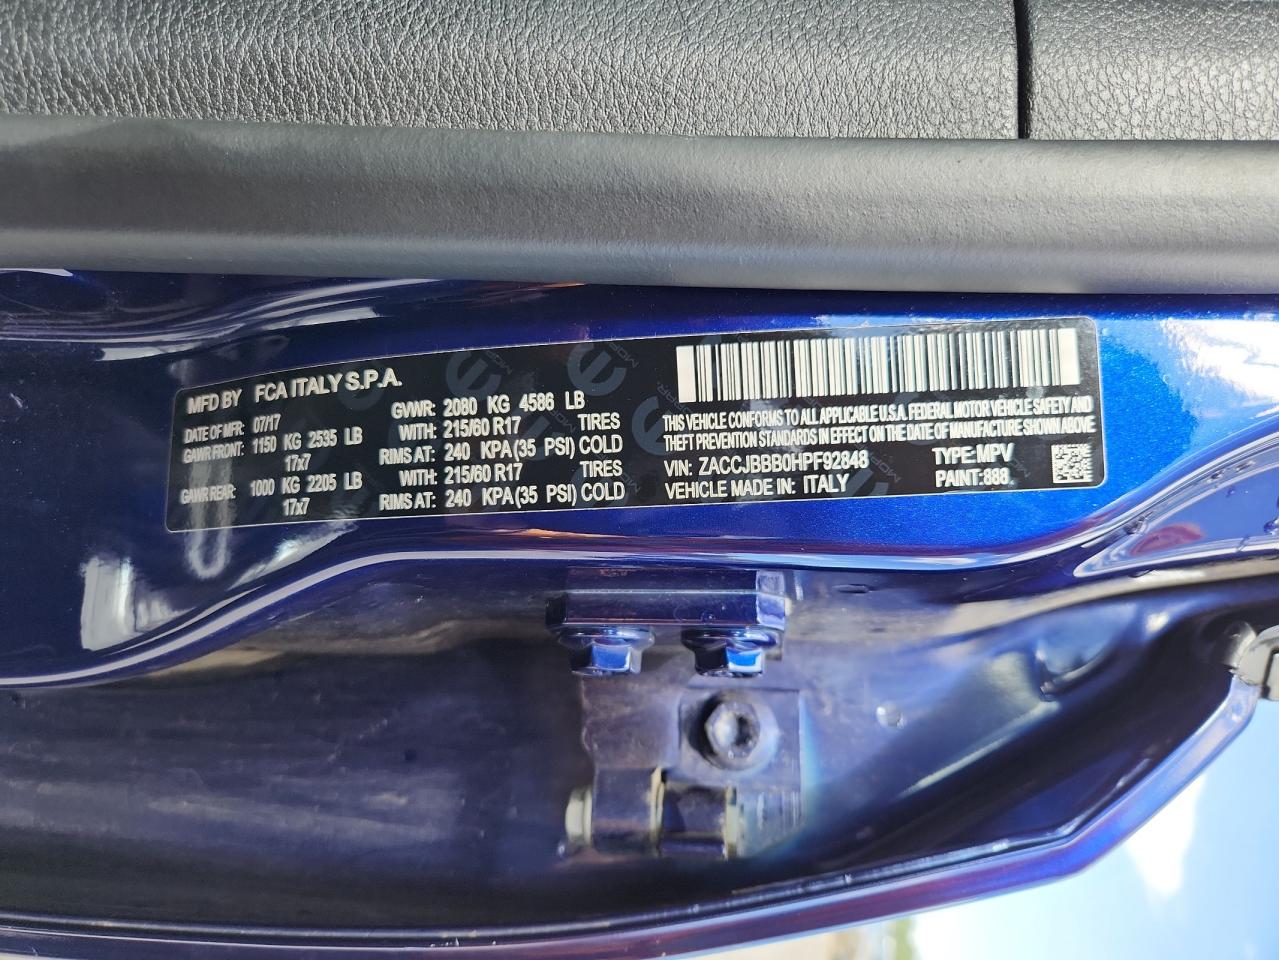 MFD BY FCA ITALY S.P.A.
DATE OF MFR: 07/17 GVWR: 2080 KG 4586 LB
GAWR FRONT: 1150 KG 2535 LB WITH: 215/60 R17 TIRES
17x7 RIMS AT: 240 KPA(35 PSI) COLD
GAWR REAR: 1000 KG 2205 LB WITH: 215/60 R17 TIRES
17x7 RIMS AT: 240 KPA(35 PSI) COLD
THIS VEHICLE CONFORMS TO ALL APPLICABLE U.S.A. FEDERAL MOTOR VEHICLE SAFETY AND
THEFT PREVENTION STANDARDS IN EFFECT ON THE DATE OF MANUFACTURE SHOWN ABOVE
VIN: ZACCJBBB0HPF92848 TYPE: MPV
VEHICLE MADE IN: ITALY PAINT: 888